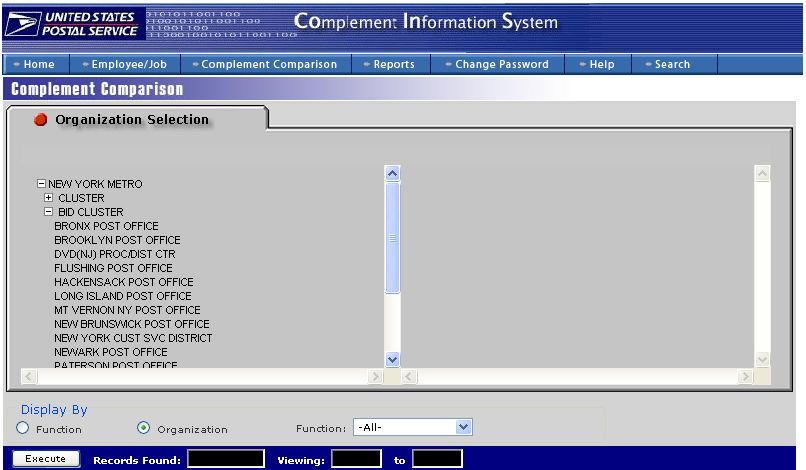 UNITED STATES
POSTAL SERVICE
COmplement INformation System
Home Employee/Job Complement Comparison Reports Change Password Help Search
Complement Comparison
Organization Selection
NEW YORK METRO
CLUSTER
BID CLUSTER
BRONX POST OFFICE
BROOKLYN POST OFFICE
DVD(NJ) PROC/DIST CTR
FLUSHING POST OFFICE
HACKENSACK POST OFFICE
LONG ISLAND POST OFFICE
MT VERNON NY POST OFFICE
NEW BRUNSWICK POST OFFICE
NEW YORK CUST SVC DISTRICT
NEWARK POST OFFICE
PATERSON POST OFFICE
Display By
Function Organization Function: -All-
Execute Records Found: Viewing: to